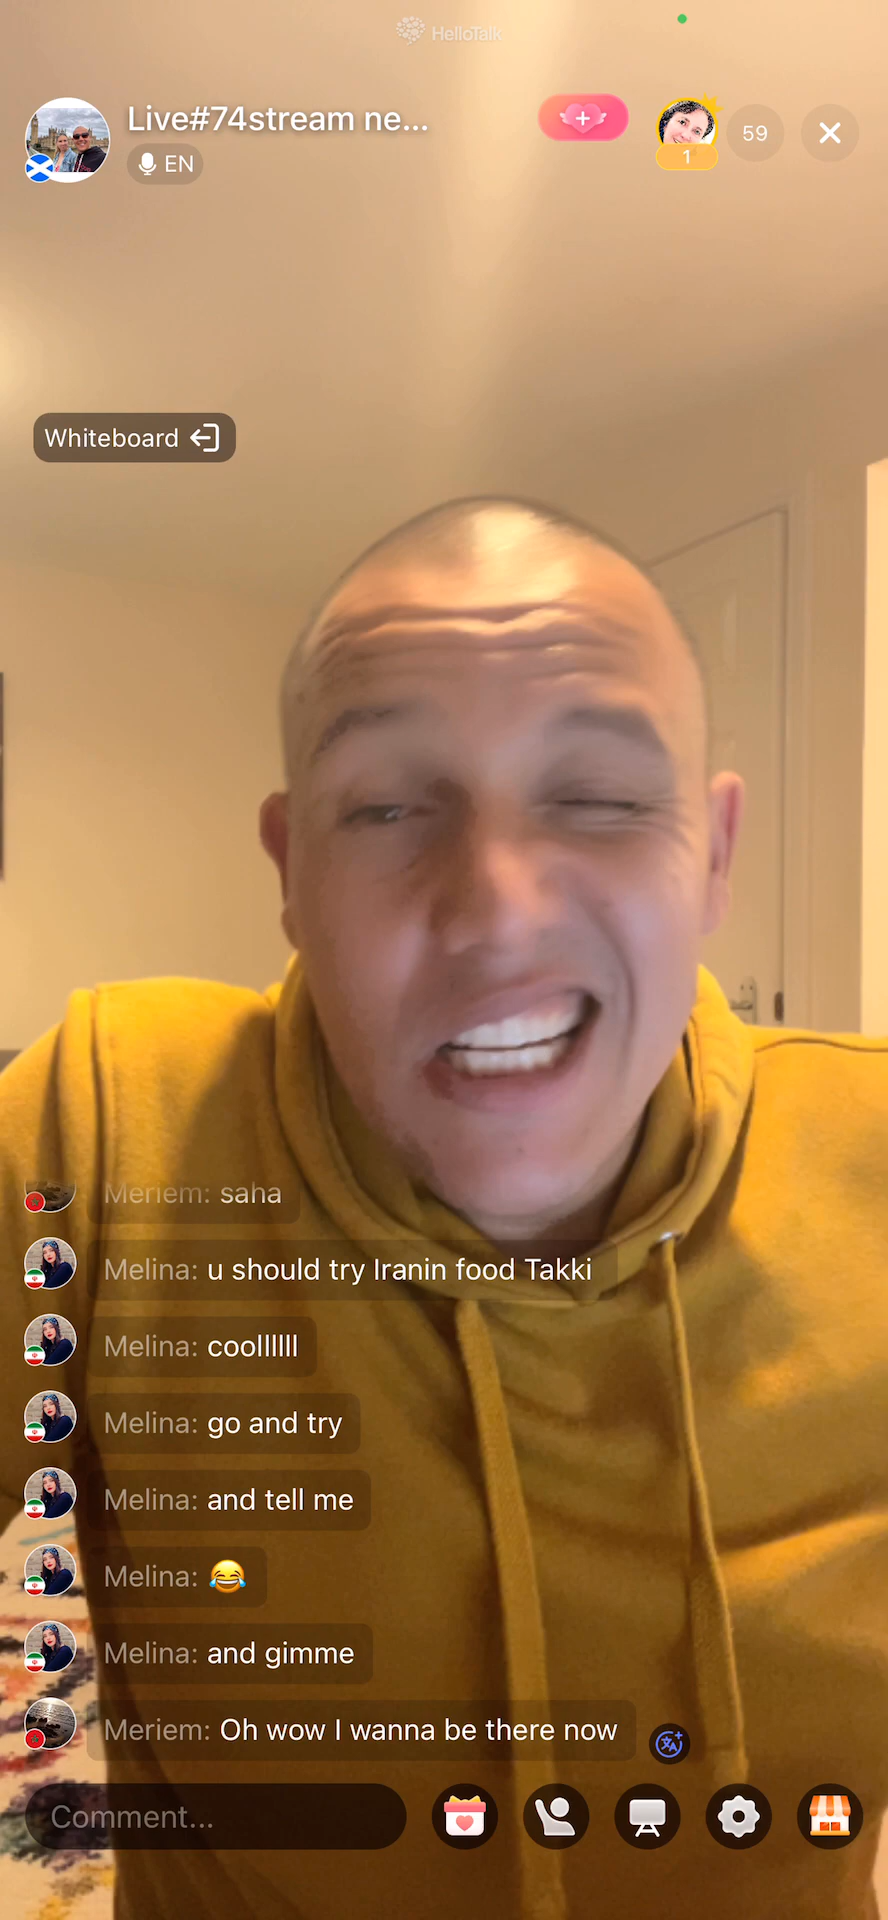 HelloTalk
Live#74stream ne...
EN
1
59
Whiteboard
Meriem: saha
Melina: u should try Iranin food Takki
Melina: coollllll
Melina: go and try
Melina: and tell me
Melina: 😂
Melina: and gimme
Meriem: Oh wow I wanna be there now
Comment...